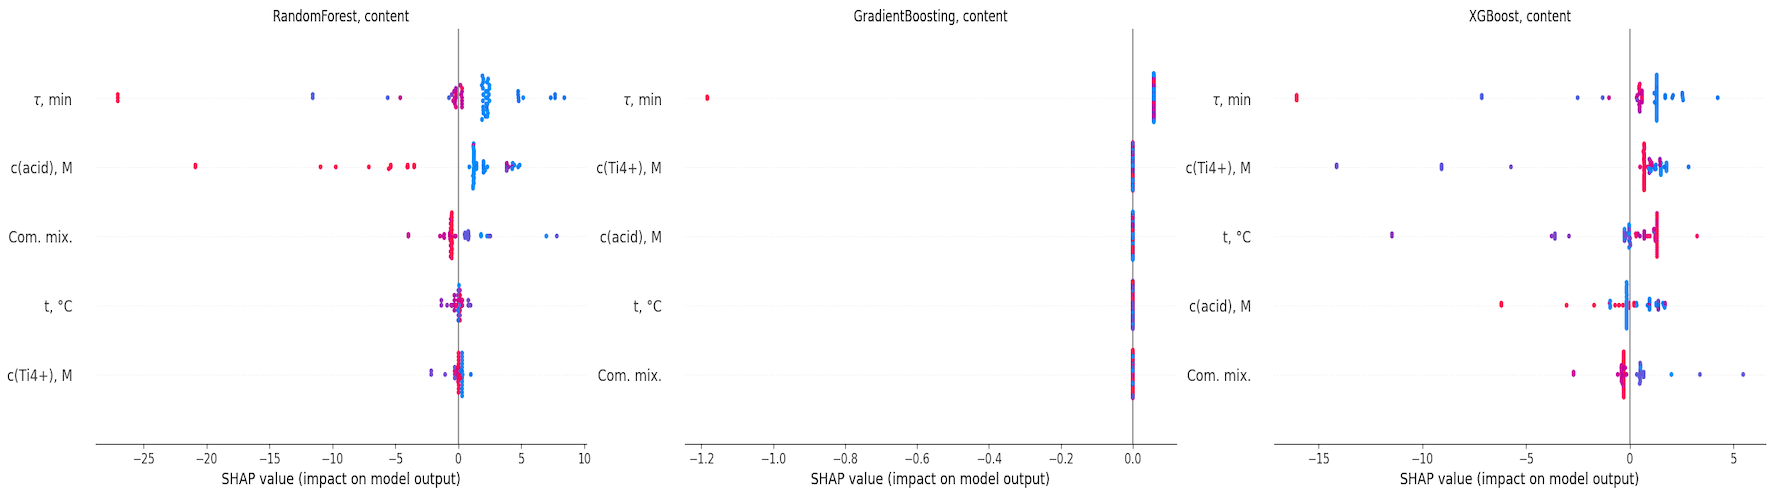 RandomForest, content
τ, min
c(acid), M
Com. mix.
t, °C
c(Ti4+), M
−25 −20 −15 −10 −5 0 5 10
SHAP value (impact on model output)
GradientBoosting, content
τ, min
c(Ti4+), M
c(acid), M
t, °C
Com. mix.
−1.2 −1.0 −0.8 −0.6 −0.4 −0.2 0.0
SHAP value (impact on model output)
XGBoost, content
τ, min
c(Ti4+), M
t, °C
c(acid), M
Com. mix.
−15 −10 −5 0 5
SHAP value (impact on model output)